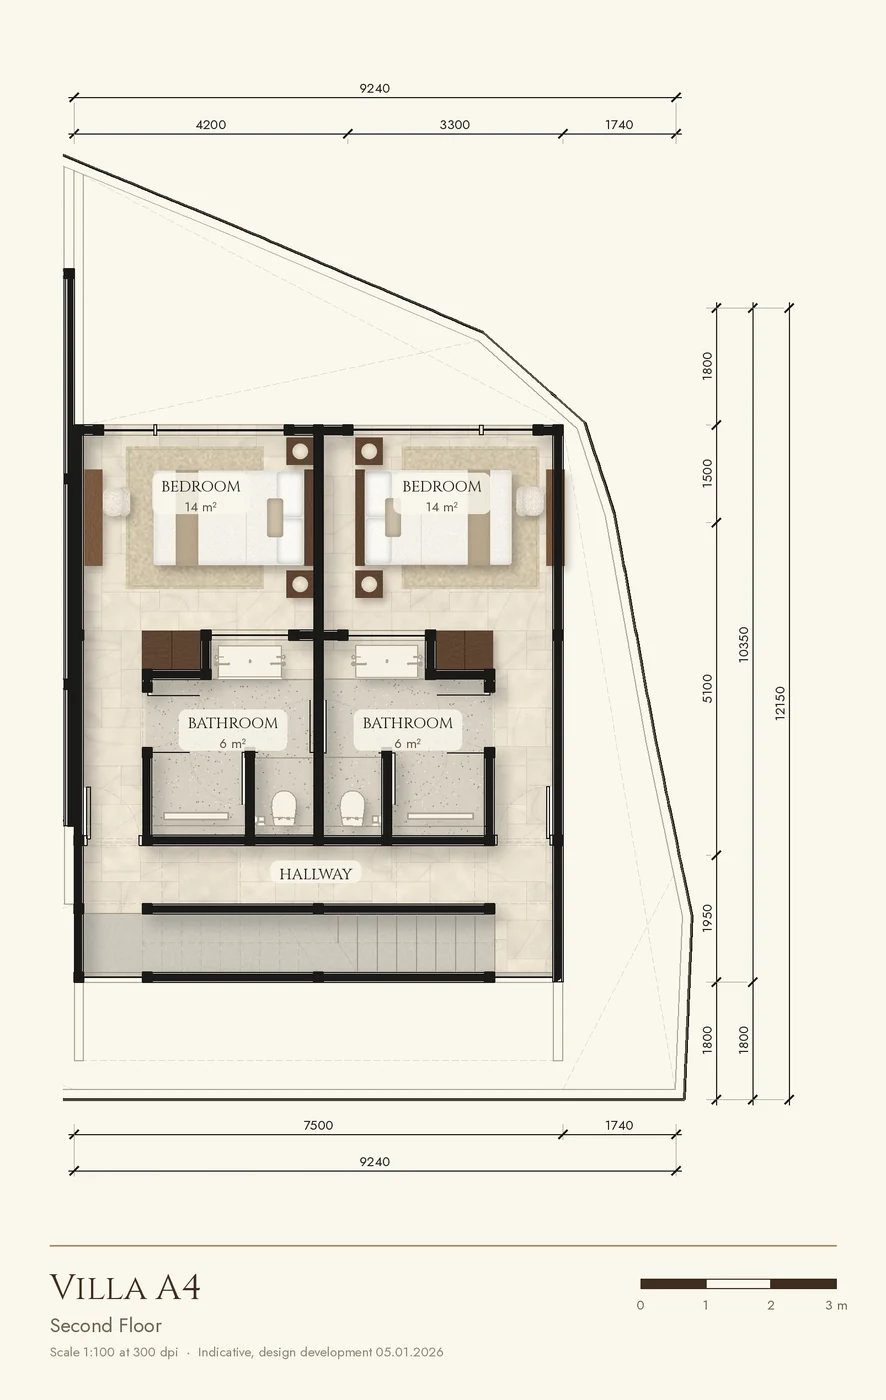 9240
4200 3300 1740
1800
1500
5100
1950
1800
10350
1800
12150
BEDROOM
14 m²
BEDROOM
14 m²
BATHROOM
6 m²
BATHROOM
6 m²
HALLWAY
7500 1740
9240
VILLA A4
Second Floor
Scale 1:100 at 300 dpi · Indicative, design development 05.01.2026
0 1 2 3 m